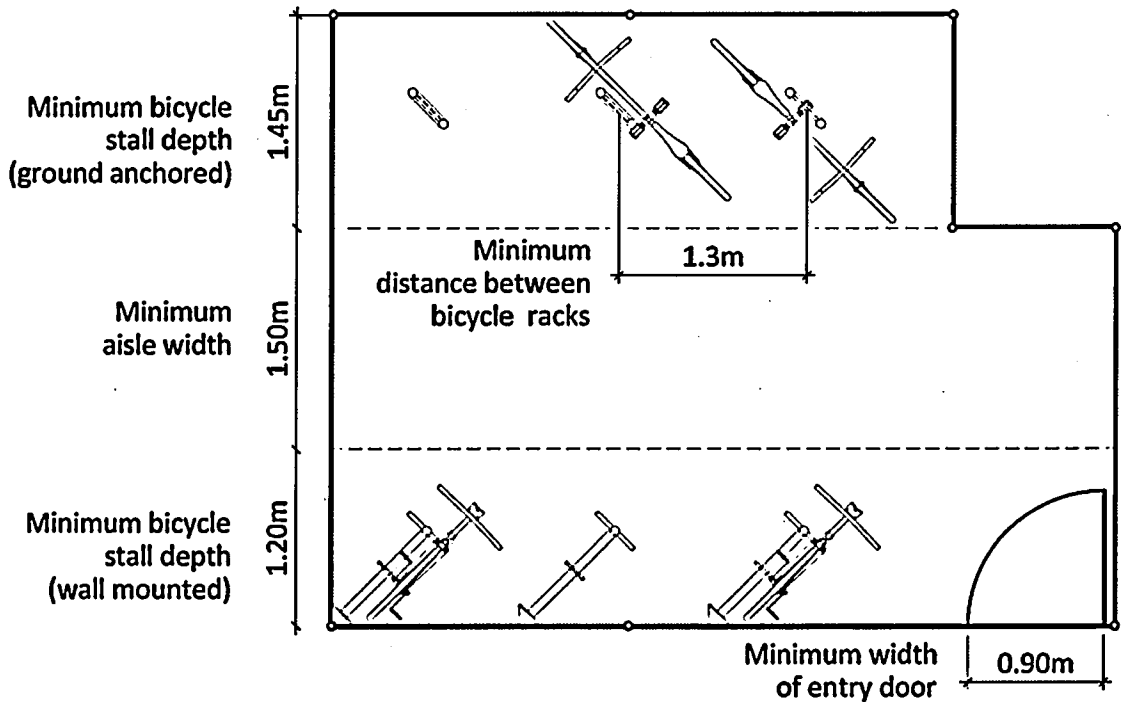 Minimum bicycle
stall depth
(ground anchored)
1.45m
Minimum
distance between
bicycle racks
1.3m
Minimum
aisle width
1.50m
Minimum bicycle
stall depth
(wall mounted)
1.20m
Minimum width
of entry door
0.90m